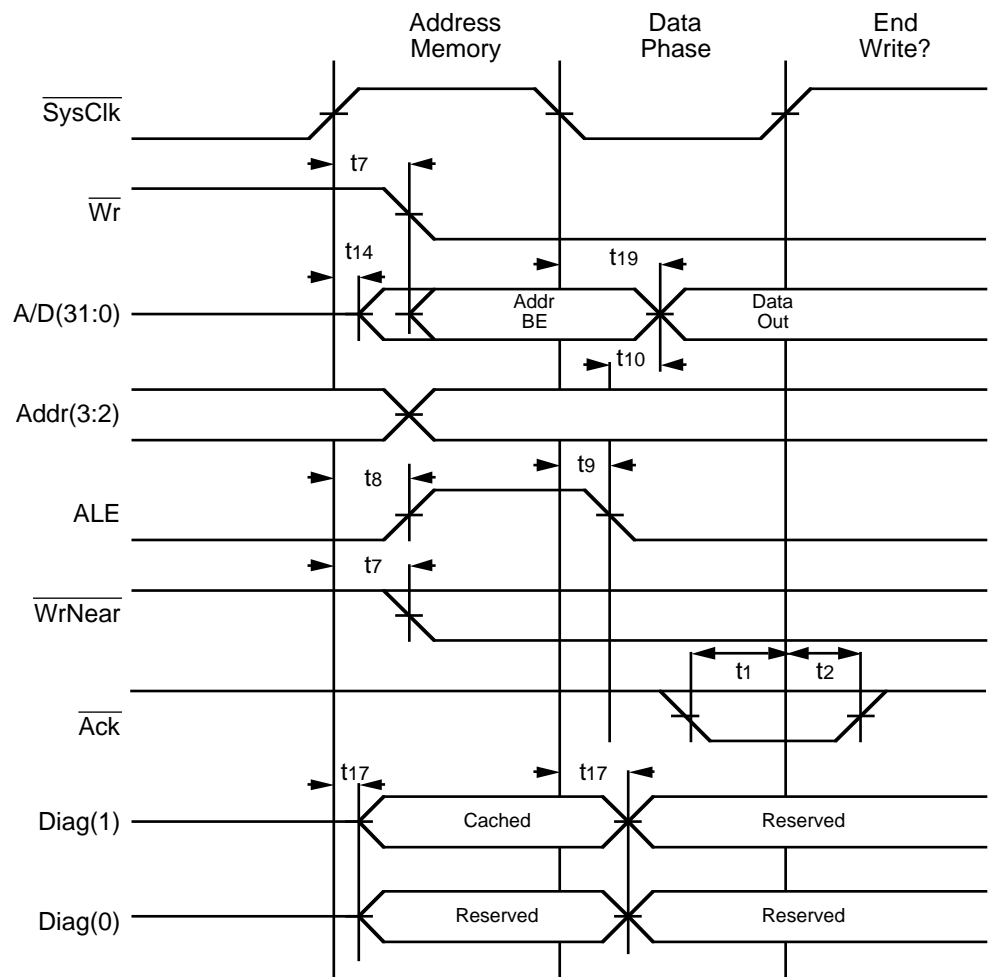 Address
Memory
Data
Phase
End
Write?
SysClk
t7
Wr
t14
t19
A/D(31:0)
Addr
BE
Data
Out
t10
Addr(3:2)
t8
t9
ALE
t7
WrNear
t1
t2
Ack
t17
t17
Diag(1)
Cached
Reserved
Diag(0)
Reserved
Reserved